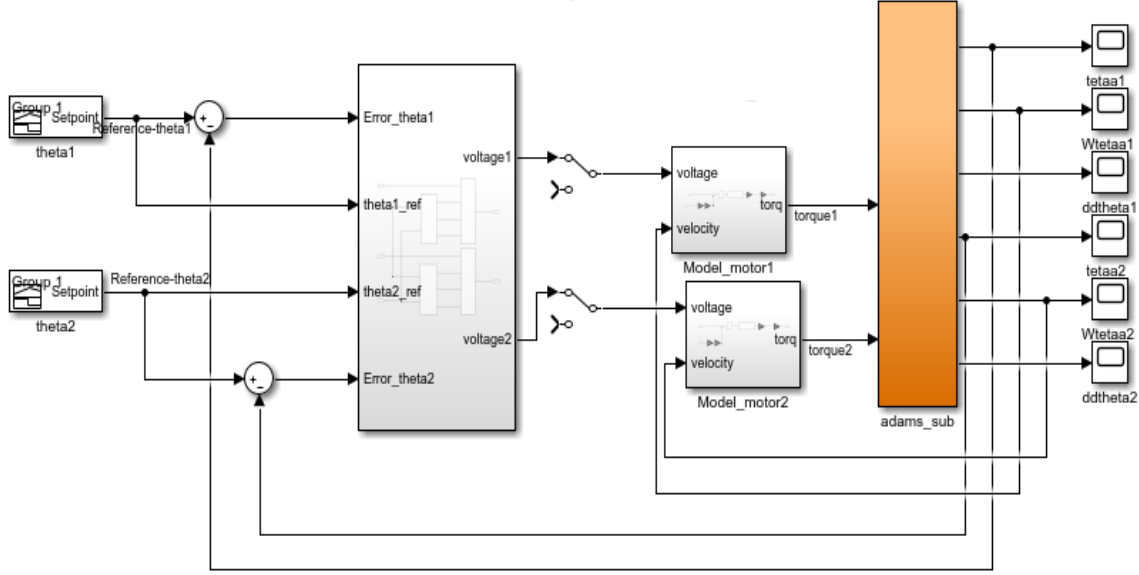 Group 1
Setpoint
Reference-theta1
theta1
Group 1
Setpoint
Reference-theta2
theta2
Error_theta1
theta1_ref
theta2_ref
Error_theta2
voltage1
voltage2
voltage
velocity
torq
torque1
Model_motor1
voltage
velocity
torq
torque2
Model_motor2
adams_sub
tetaa1
Wtetaa1
ddtheta1
tetaa2
Wtetaa2
ddtheta2